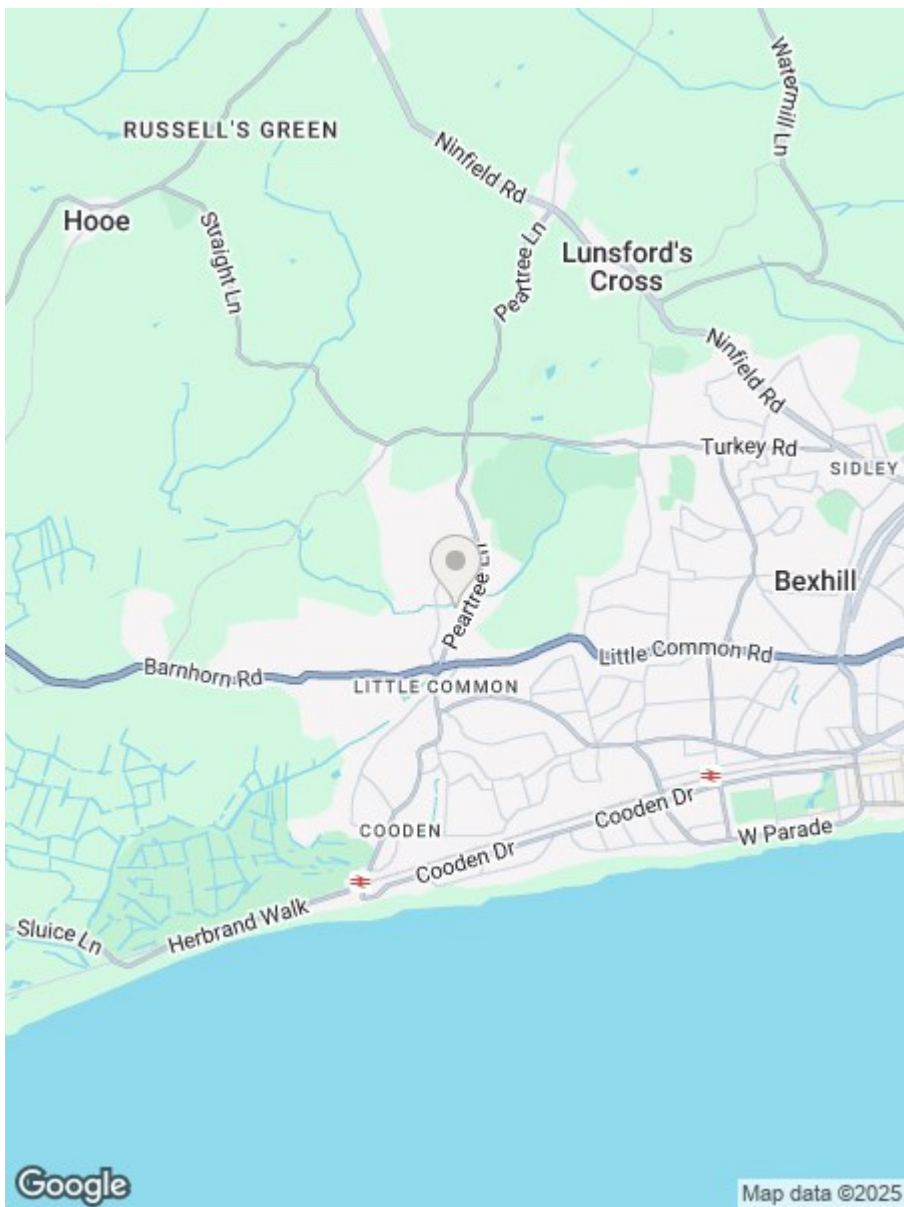 Watermill Ln
RUSSELL'S GREEN
Ninfield Rd
Hooe
Straight Ln
Peartree Ln
Lunsford's
Cross
Ninfield Rd
Turkey Rd
SIDLEY
Peartree Ln
Bexhill
Little Common Rd
Barnhorn Rd
LITTLE COMMON
COODEN
Cooden Dr
W Parade
Cooden Dr
Herbrand Walk
Sluice Ln
Google
Map data ©2025